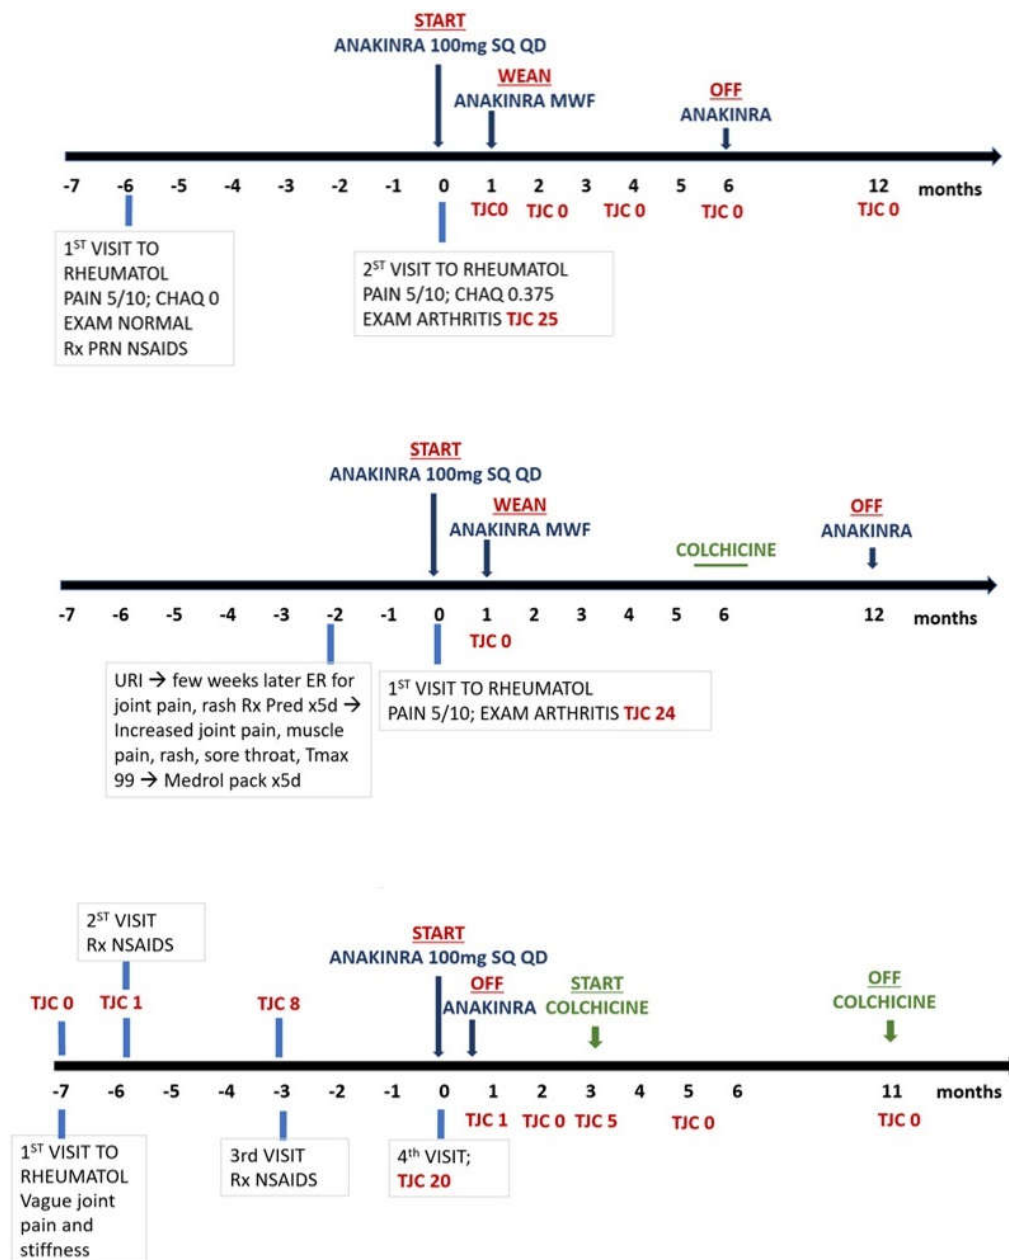 START
ANAKINRA 100mg SQ QD
WEAN
ANAKINRA MWF
OFF
ANAKINRA
-7 -6 -5 -4 -3 -2 -1 0 1 2 3 4 5 6 12 months
TJC0 TJC 0 TJC 0 TJC 0 TJC 0
1ST VISIT TO
RHEUMATOL
PAIN 5/10; CHAQ 0
EXAM NORMAL
Rx PRN NSAIDS
2ST VISIT TO RHEUMATOL
PAIN 5/10; CHAQ 0.375
EXAM ARTHRITIS TJC 25
START
ANAKINRA 100mg SQ QD
WEAN
ANAKINRA MWF
COLCHICINE
OFF
ANAKINRA
-7 -6 -5 -4 -3 -2 -1 0 1 2 3 4 5 6 12 months
TJC 0
URI → few weeks later ER for
joint pain, rash Rx Pred x5d →
Increased joint pain, muscle
pain, rash, sore throat, Tmax
99 → Medrol pack x5d
1ST VISIT TO RHEUMATOL
PAIN 5/10; EXAM ARTHRITIS TJC 24
2ST VISIT
Rx NSAIDS
TJC 0 TJC 1 TJC 8
START
ANAKINRA 100mg SQ QD
OFF
ANAKINRA
START
COLCHICINE
OFF
COLCHICINE
-7 -6 -5 -4 -3 -2 -1 0 1 2 3 4 5 6 11 months
TJC 1 TJC 0 TJC 5 TJC 0 TJC 0
1ST VISIT TO
RHEUMATOL
Vague joint
pain and
stiffness
3rd VISIT
Rx NSAIDS
4th VISIT;
TJC 20